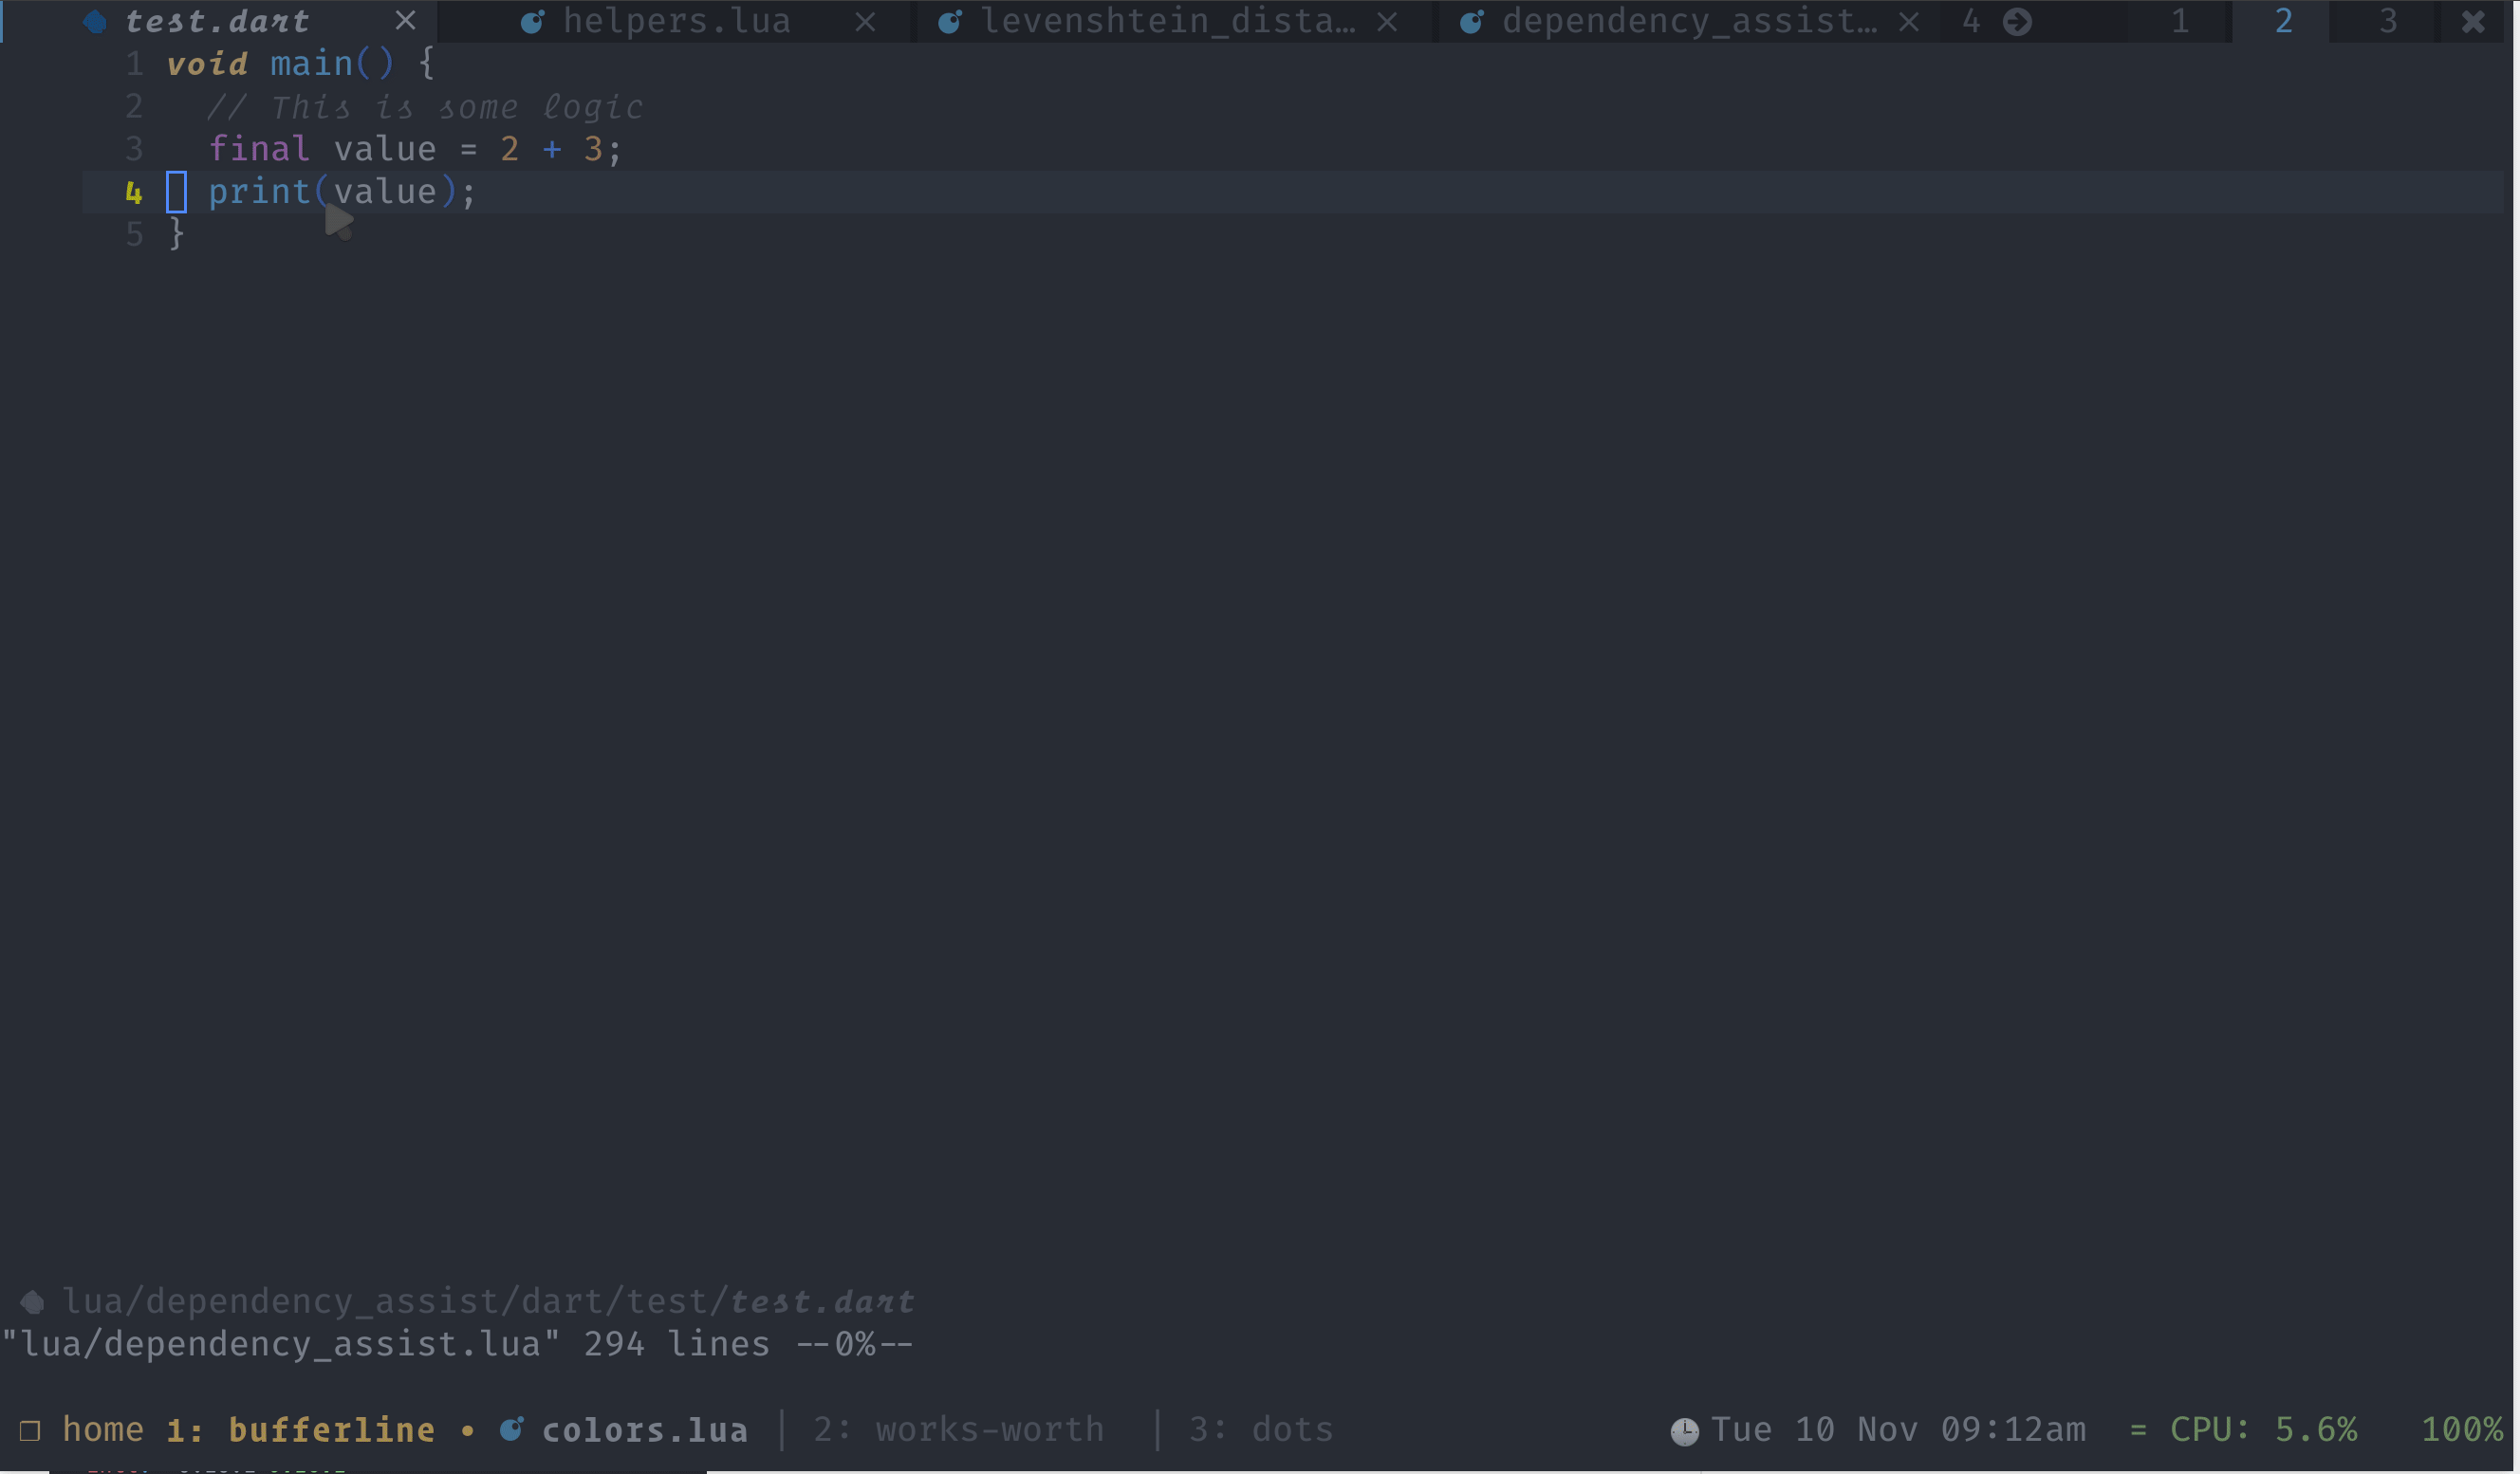 test.dart × helpers.lua × levenshtein_dista… × dependency_assist… × 4 1 2 3 ✖
1 void main() {
2 // This is some logic
3 final value = 2 + 3;
4 print(value);
5 }
lua/dependency_assist/dart/test/test.dart
"lua/dependency_assist.lua" 294 lines --0%--
❐ home 1: bufferline • colors.lua │ 2: works-worth │ 3: dots Tue 10 Nov 09:12am = CPU: 5.6% 100%